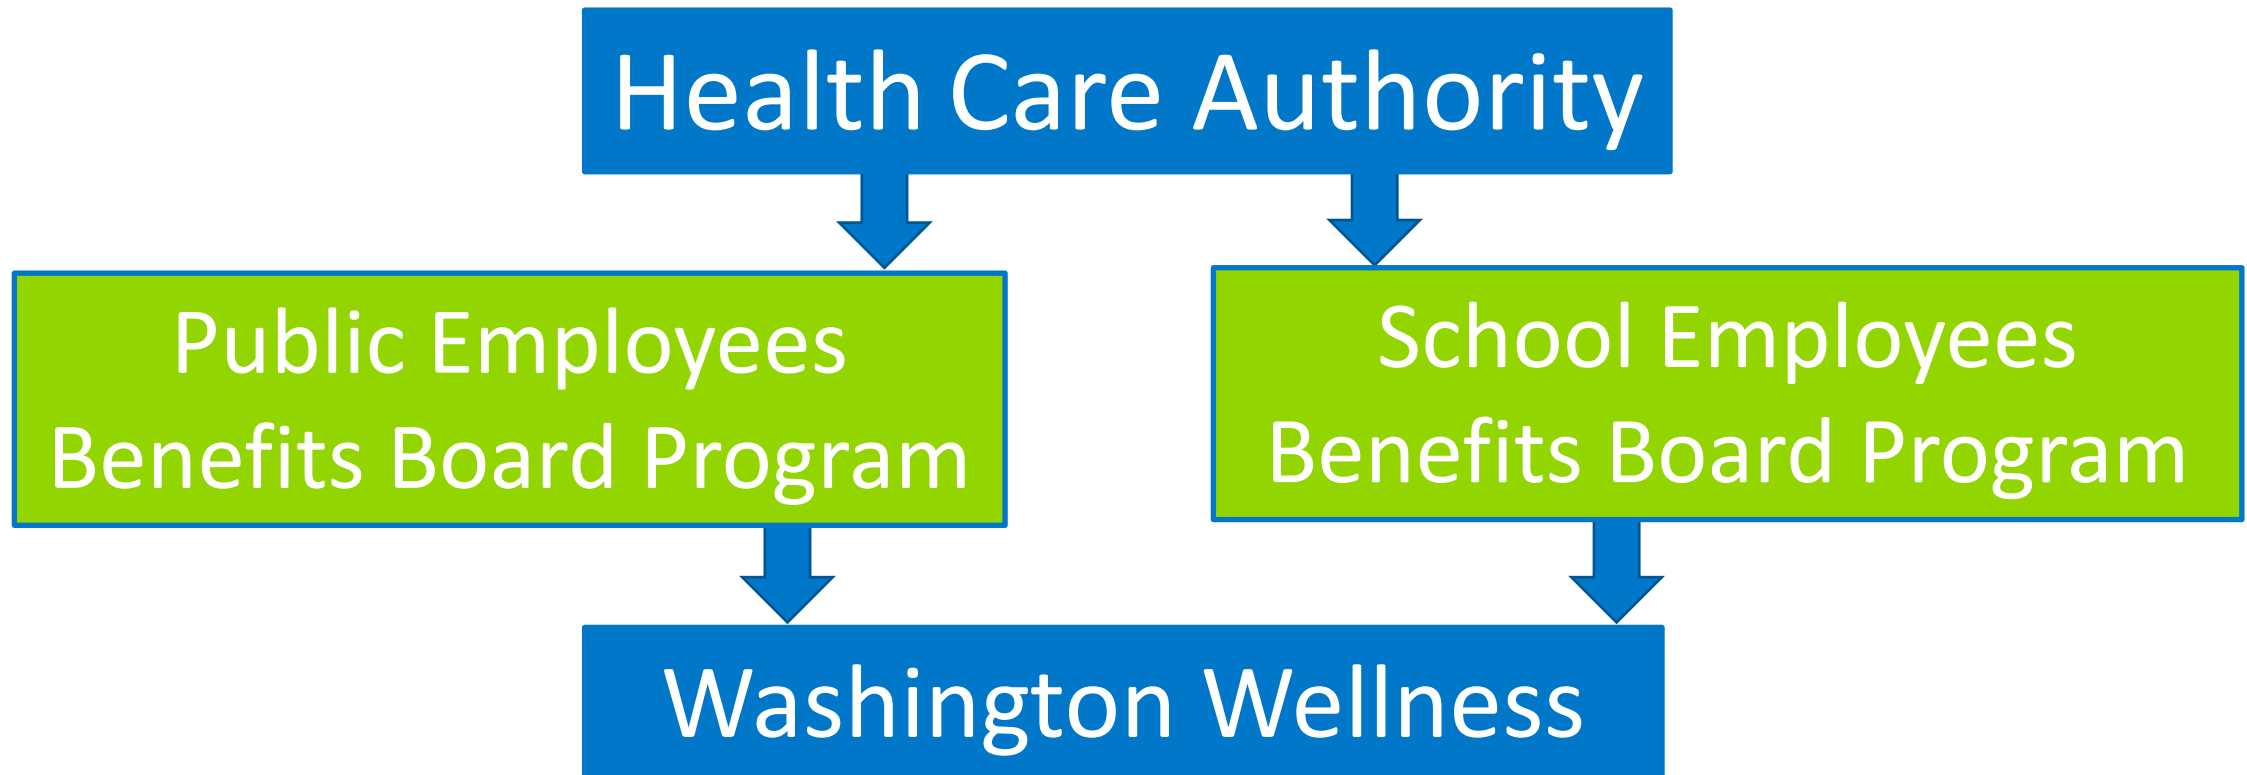 Health Care Authority
Public Employees
Benefits Board Program
School Employees
Benefits Board Program
Washington Wellness